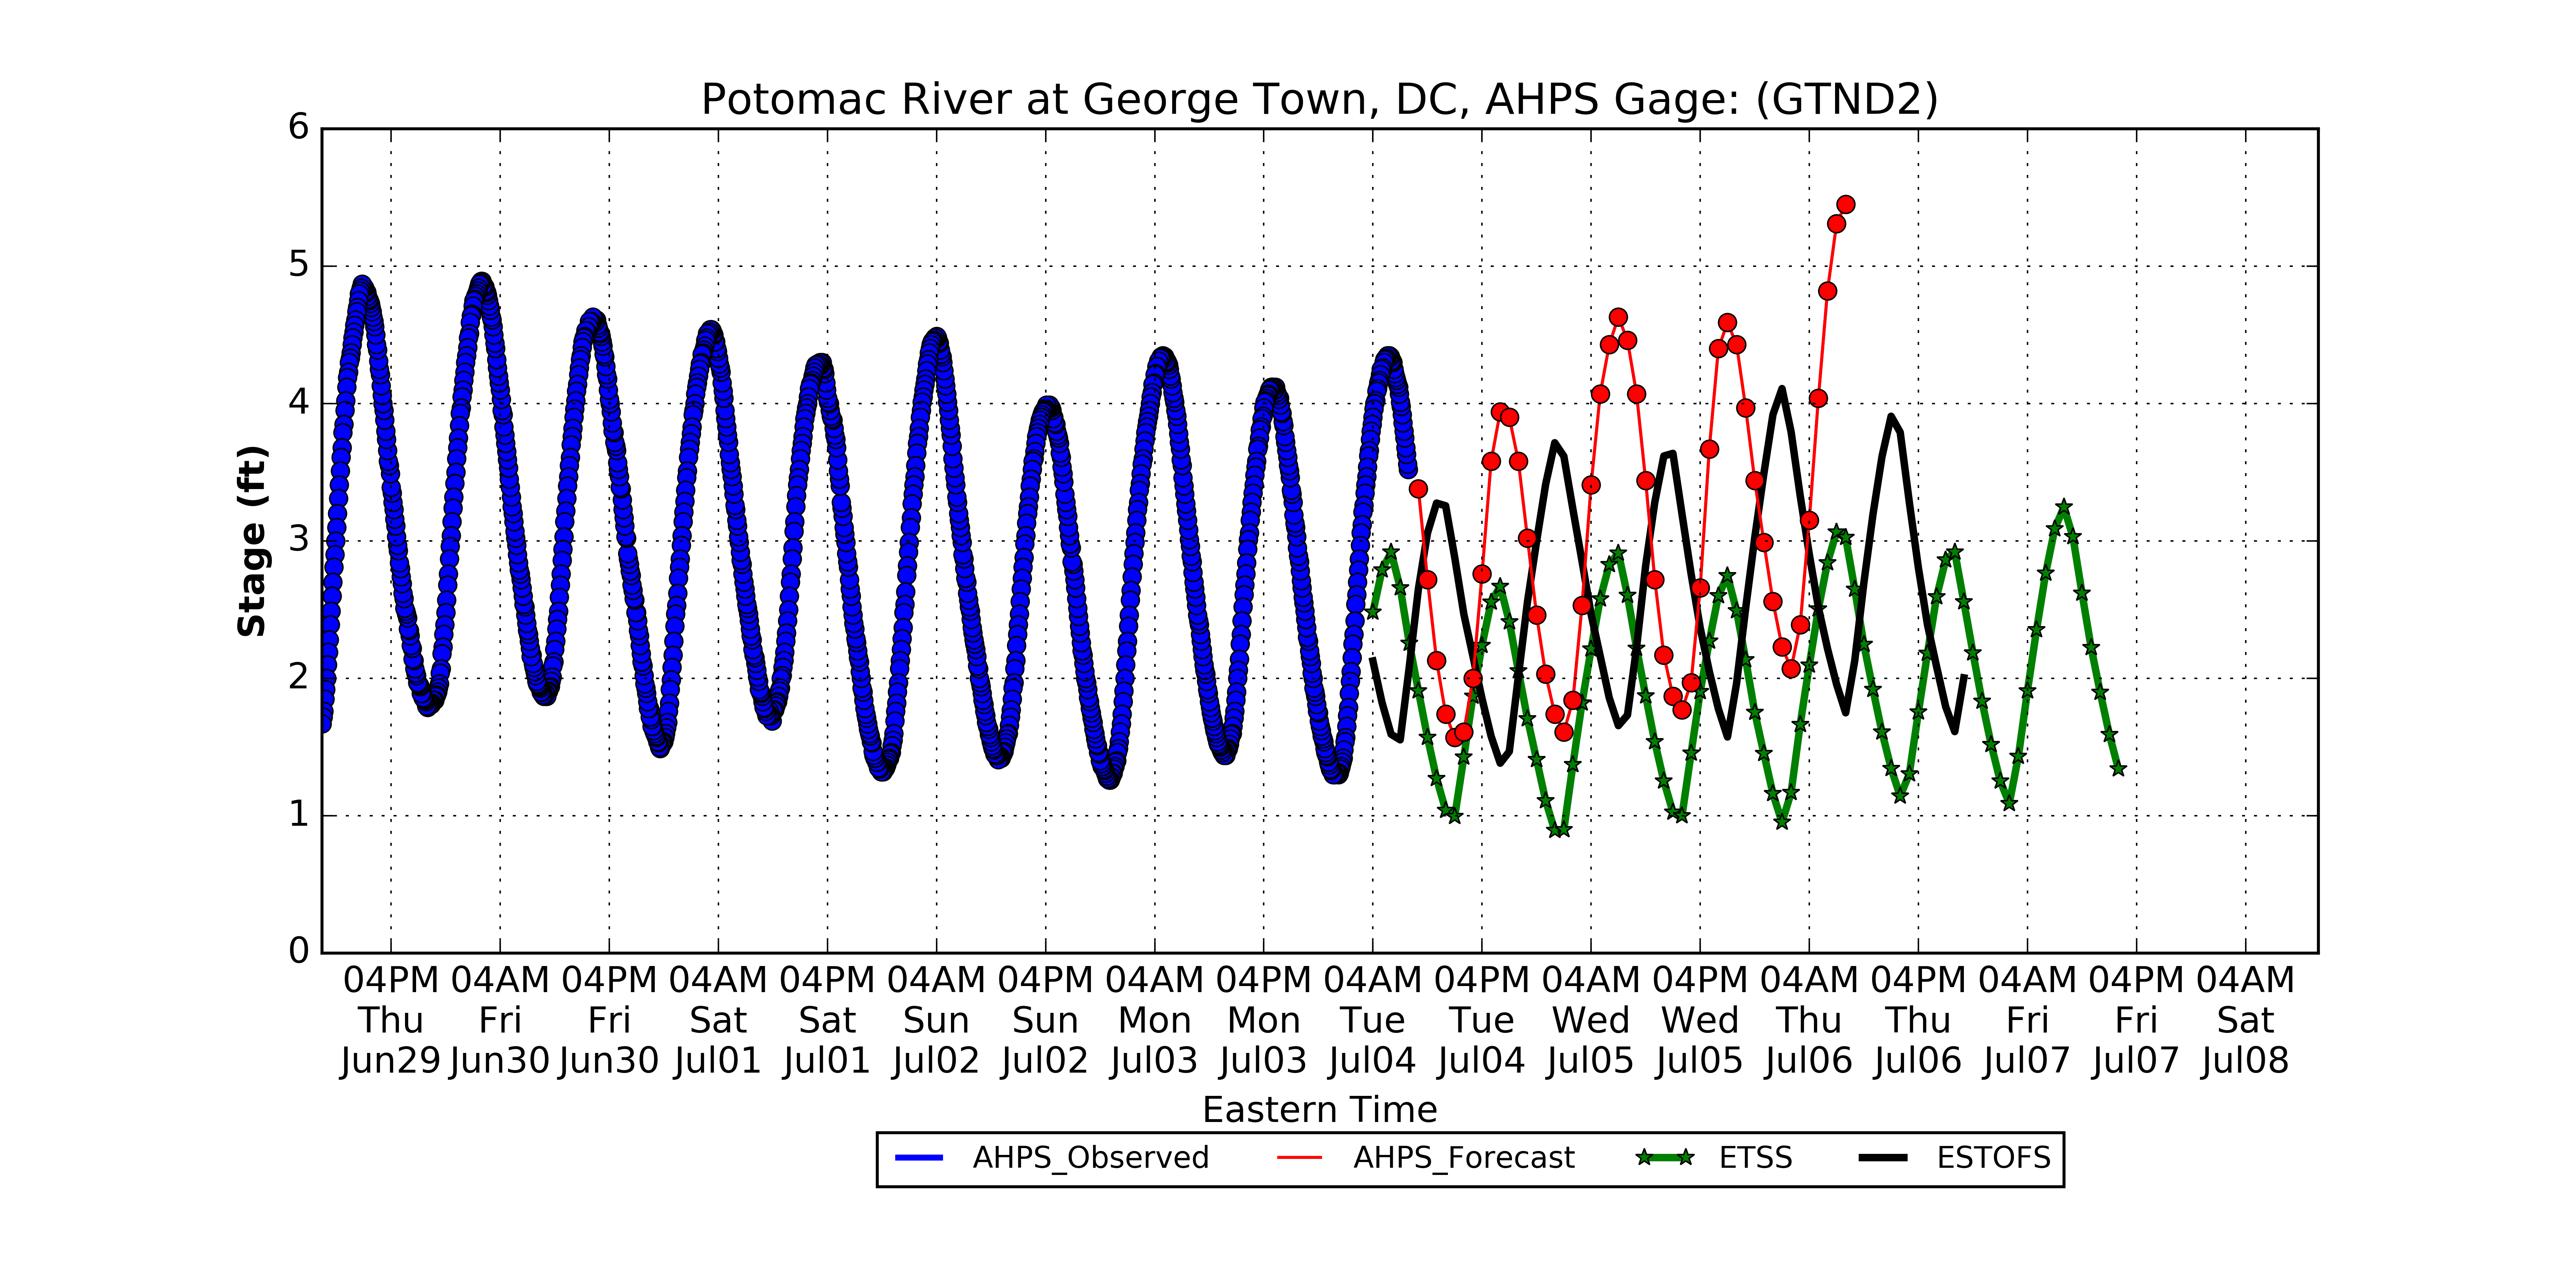 Potomac River at George Town, DC, AHPS Gage: (GTND2)
6
5
4
3
2
1
0
Stage (ft)
04PM 04AM 04PM 04AM 04PM 04AM 04PM 04AM 04PM 04AM 04PM 04AM 04PM 04AM 04PM 04AM 04PM 04AM
Thu Fri Fri Sat Sat Sun Sun Mon Mon Tue Tue Wed Wed Thu Thu Fri Fri Sat
Jun29 Jun30 Jun30 Jul01 Jul01 Jul02 Jul02 Jul03 Jul03 Jul04 Jul04 Jul05 Jul05 Jul06 Jul06 Jul07 Jul07 Jul08
Eastern Time
AHPS_Observed AHPS_Forecast ETSS ESTOFS